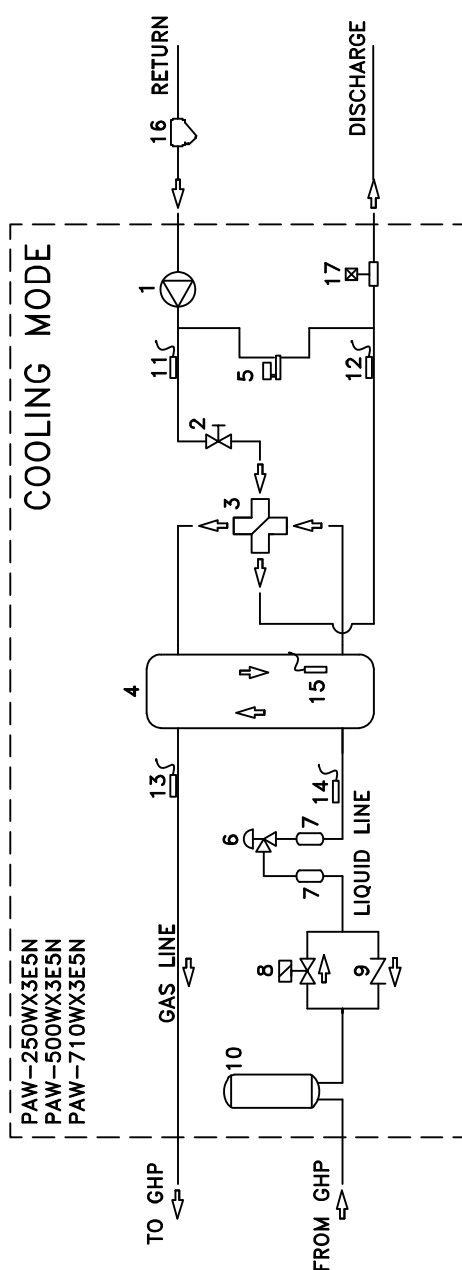 PAW-250WX3E5N
PAW-500WX3E5N
PAW-710WX3E5N
COOLING MODE
TO GHP
GAS LINE
13
4
11
1
16
RETURN
2
3
5
17
DISCHARGE
12
15
14
6
7
7
LIQUID LINE
8
9
10
FROM GHP